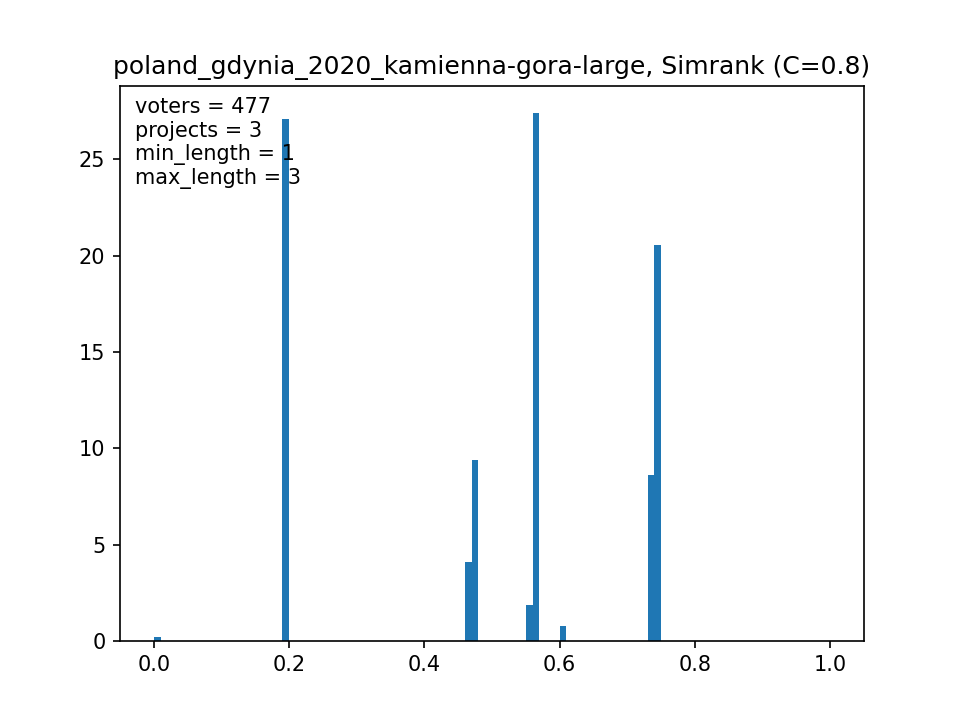 poland_gdynia_2020_kamienna-gora-large, Simrank (C=0.8)
voters = 477
projects = 3
min_length = 1
max_length = 3
25
20
15
10
5
0
0.0 0.2 0.4 0.6 0.8 1.0